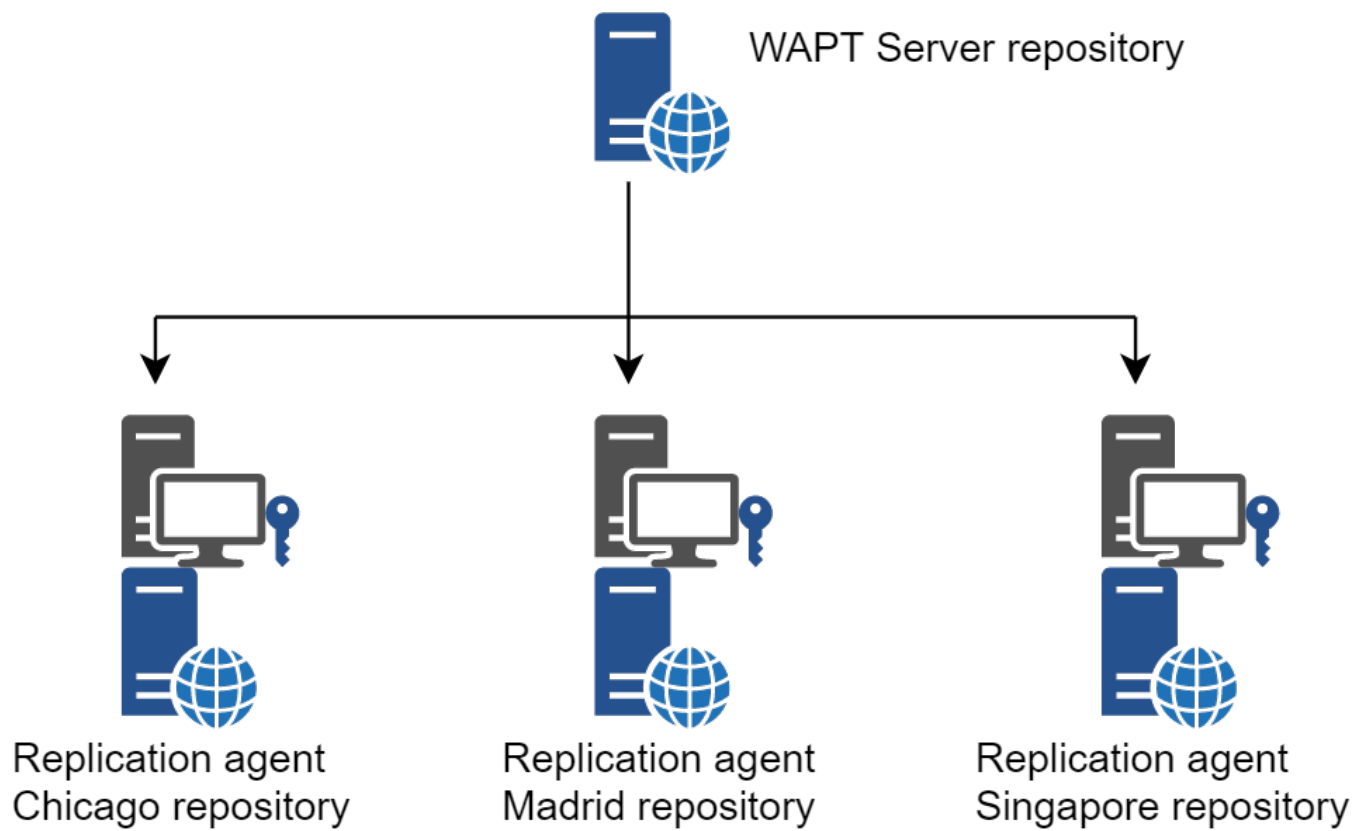 WAPT Server repository
Replication agent
Chicago repository
Replication agent
Madrid repository
Replication agent
Singapore repository